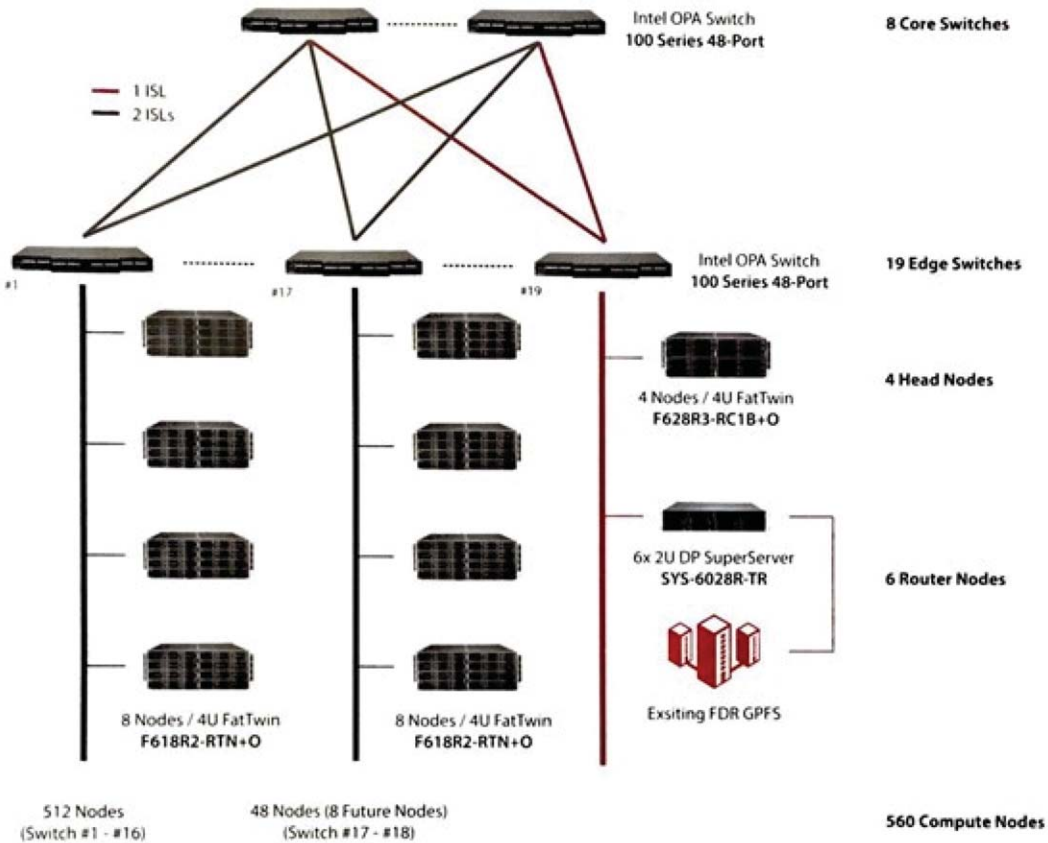 Intel OPA Switch
100 Series 48-Port
8 Core Switches
1 ISL
2 ISLs
Intel OPA Switch
100 Series 48-Port
19 Edge Switches
#1
#17
#19
4 Head Nodes
4 Nodes / 4U FatTwin
F628R3-RC1B+O
6x 2U DP SuperServer
SYS-6028R-TR
6 Router Nodes
Exsiting FDR GPFS
8 Nodes / 4U FatTwin
F618R2-RTN+O
8 Nodes / 4U FatTwin
F618R2-RTN+O
512 Nodes
(Switch #1 - #16)
48 Nodes (8 Future Nodes)
(Switch #17 - #18)
560 Compute Nodes